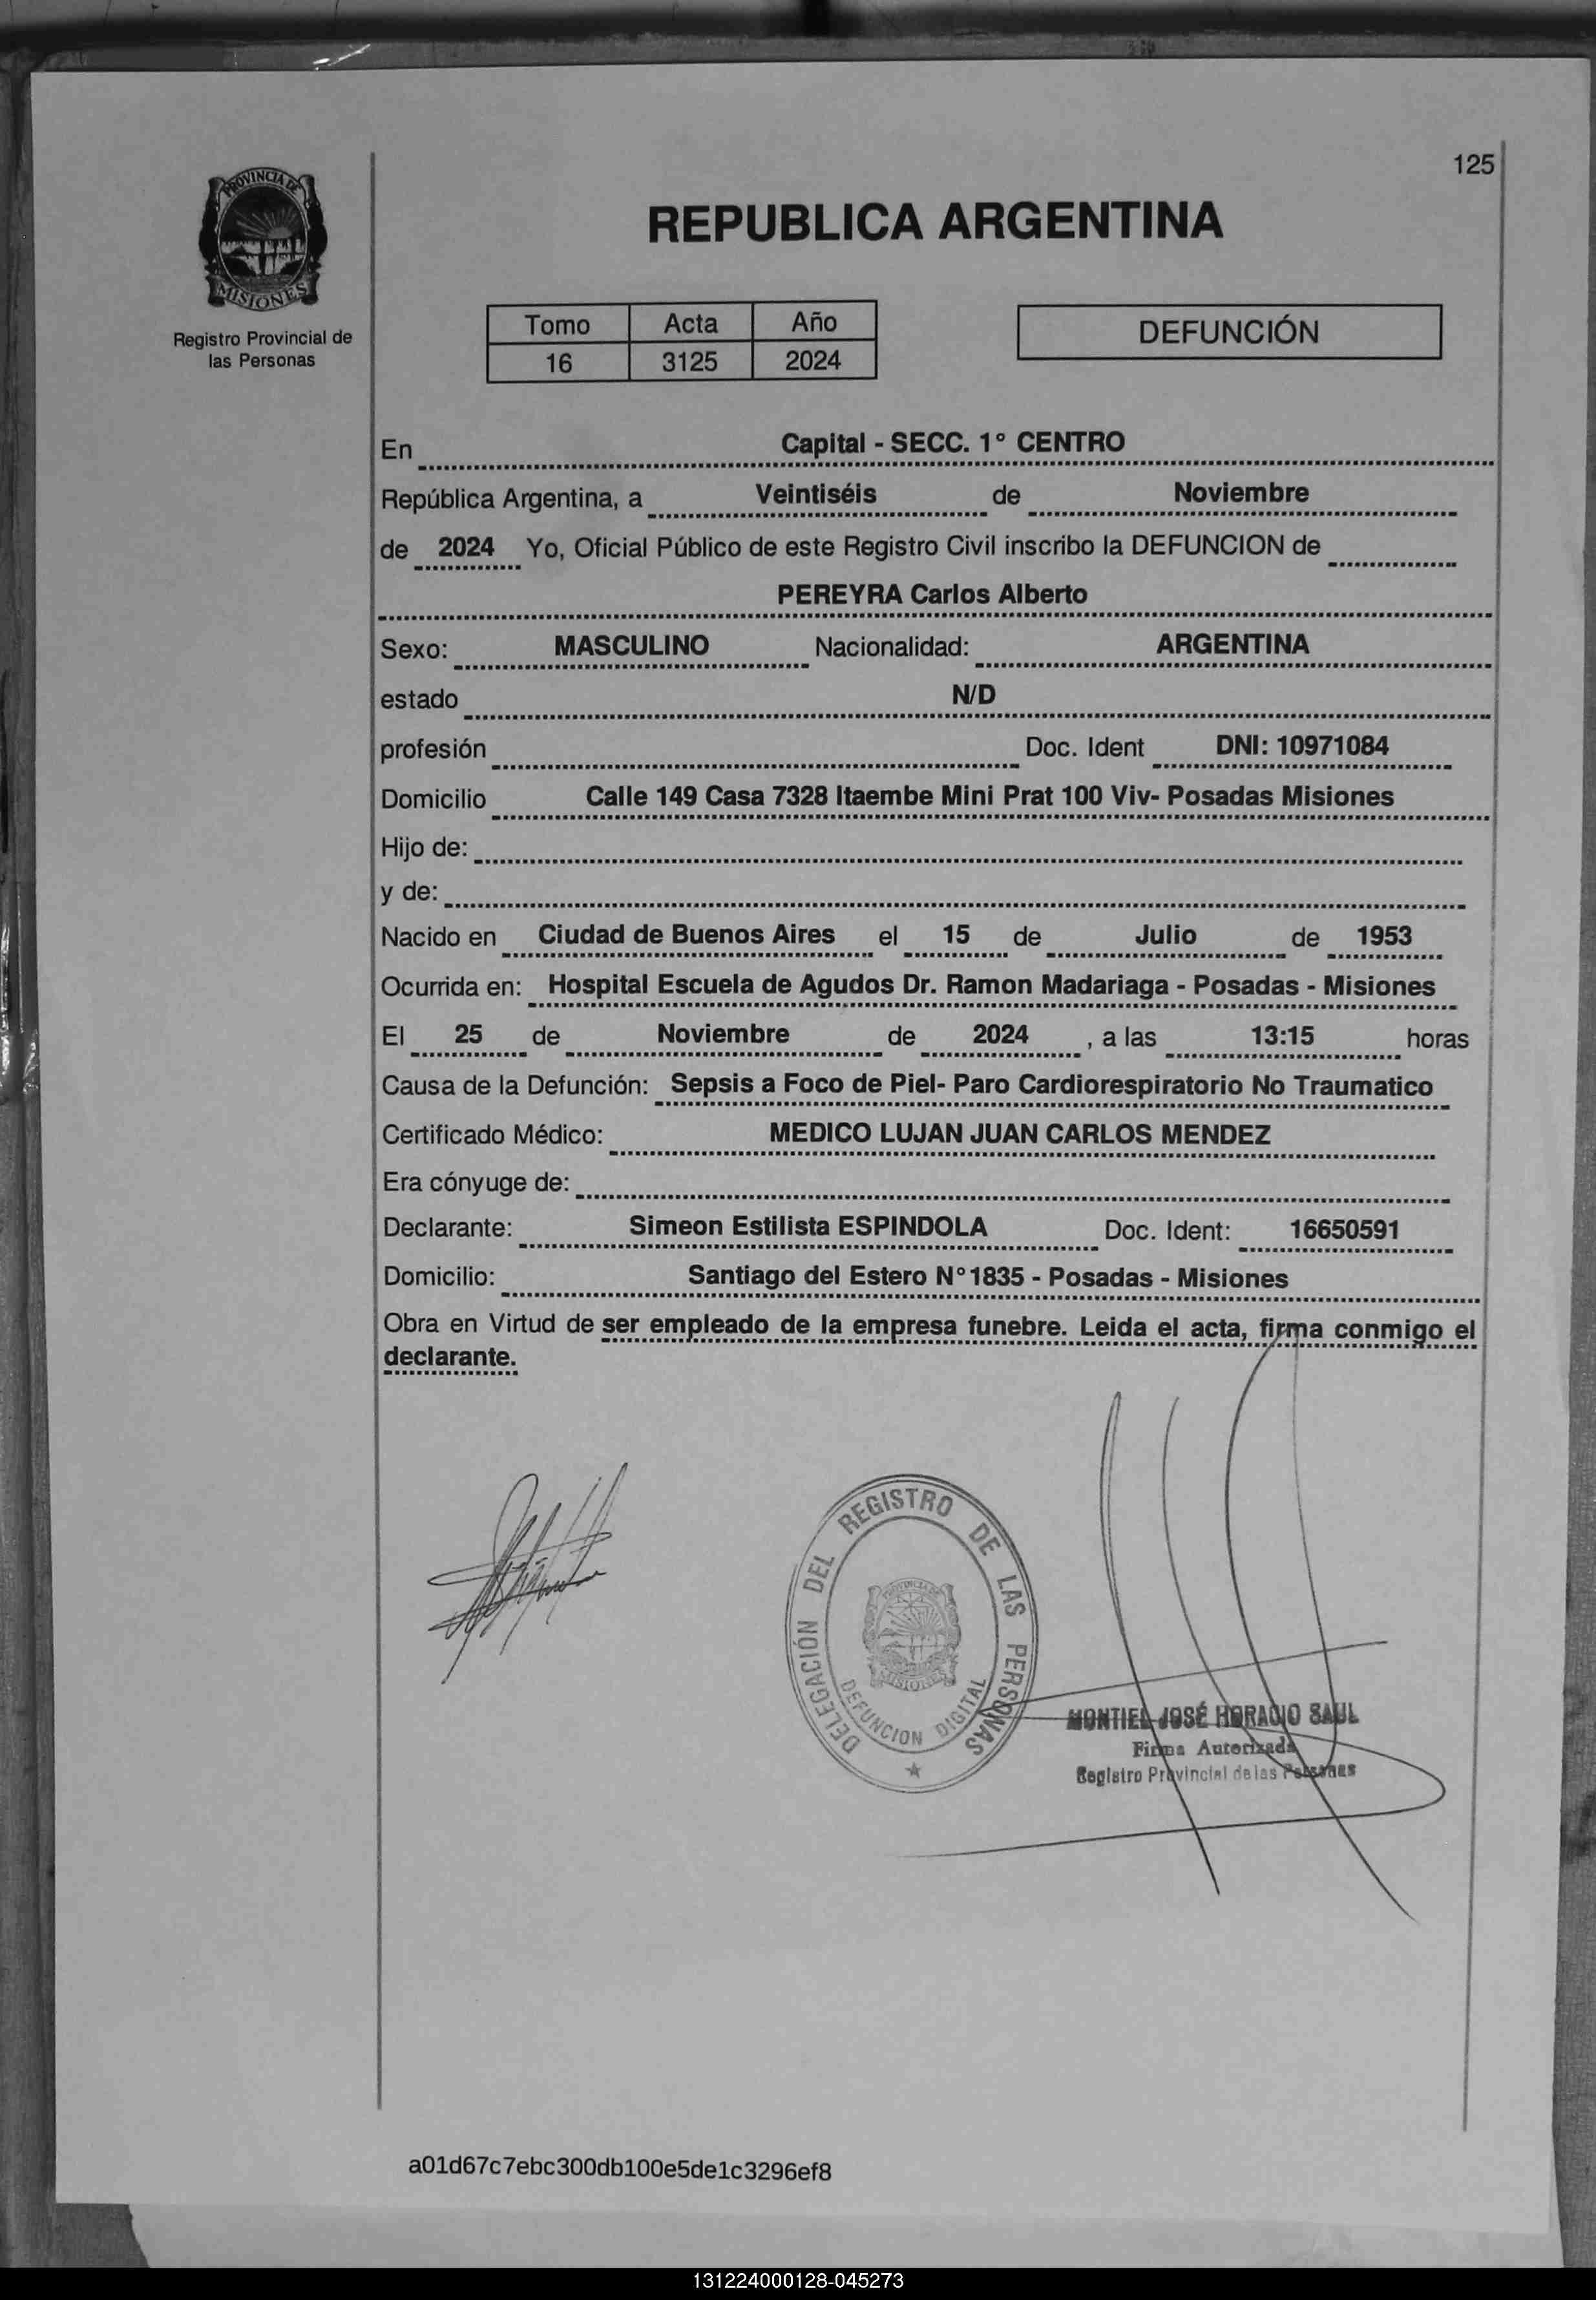 125
PROVINCIA DE
MISIONES
Registro Provincial de
las Personas
REPUBLICA ARGENTINA
Tomo Acta Año
16 3125 2024
DEFUNCIÓN
En Capital - SECC. 1° CENTRO
República Argentina, a Veintiséis de Noviembre
de 2024 Yo, Oficial Público de este Registro Civil inscribo la DEFUNCION de
PEREYRA Carlos Alberto
Sexo: MASCULINO Nacionalidad: ARGENTINA
estado N/D
profesión Doc. Ident DNI: 10971084
Domicilio Calle 149 Casa 7328 Itaembe Mini Prat 100 Viv- Posadas Misiones
Hijo de:
y de:
Nacido en Ciudad de Buenos Aires el 15 de Julio de 1953
Ocurrida en: Hospital Escuela de Agudos Dr. Ramon Madariaga - Posadas - Misiones
El 25 de Noviembre de 2024 , a las 13:15 horas
Causa de la Defunción: Sepsis a Foco de Piel- Paro Cardiorespiratorio No Traumatico
Certificado Médico: MEDICO LUJAN JUAN CARLOS MENDEZ
Era cónyuge de:
Declarante: Simeon Estilista ESPINDOLA Doc. Ident: 16650591
Domicilio: Santiago del Estero N°1835 - Posadas - Misiones
Obra en Virtud de ser empleado de la empresa funebre. Leida el acta, firma conmigo el
declarante.
DELEGACIÓN DEL REGISTRO DE LAS PERSONAS
PROVINCIA DE
MISIONES
DEFUNCION DIGITAL
MONTIEL JOSÉ HORACIO SAUL
Firma Autorizada
Registro Provincial de las Personas
a01d67c7ebc300db100e5de1c3296ef8
131224000128-045273